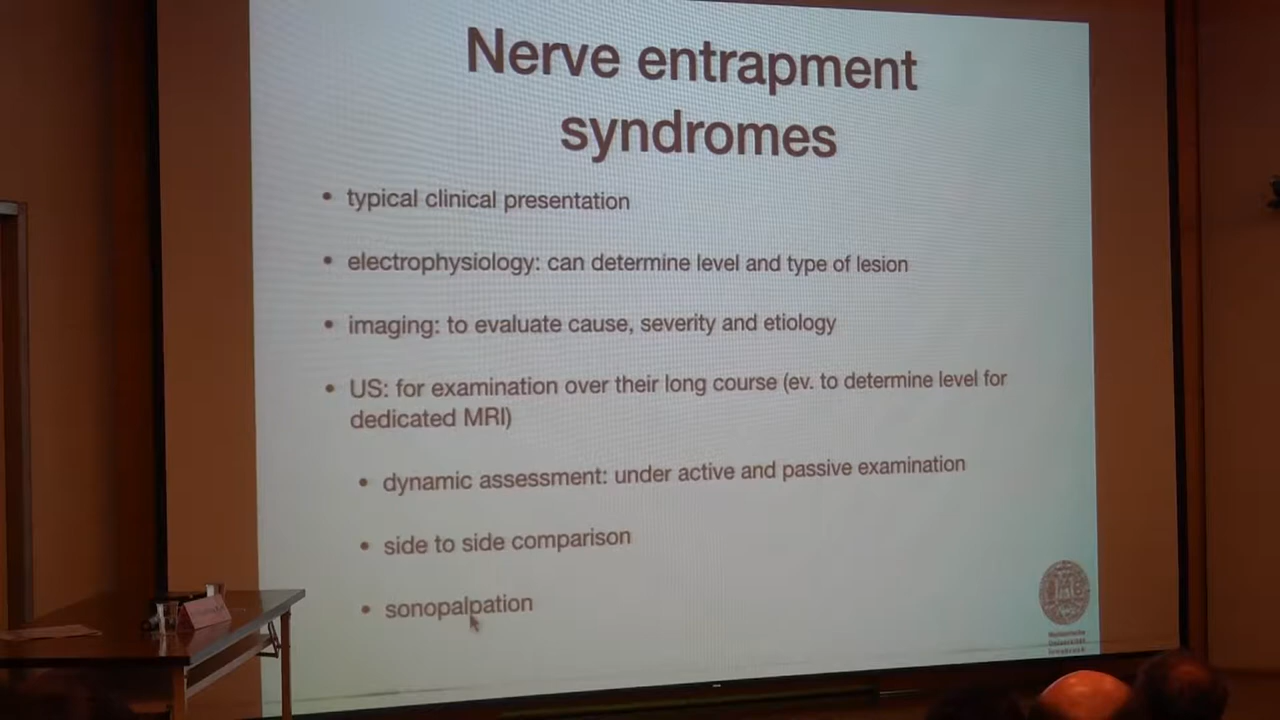 Nerve entrapment
syndromes
• typical clinical presentation
• electrophysiology: can determine level and type of lesion
• imaging: to evaluate cause, severity and etiology
• US: for examination over their long course (ev. to determine level for
dedicated MRI)
• dynamic assessment: under active and passive examination
• side to side comparison
• sonopalpation